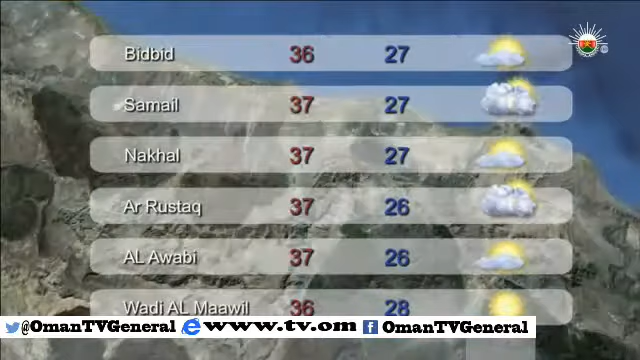 Bidbid 36 27
Samail 37 27
Nakhal 37 27
Ar Rustaq 37 26
AL Awabi 37 26
Wadi AL Maawil 36 28
@OmanTVGeneral www.tv.om OmanTVGeneral